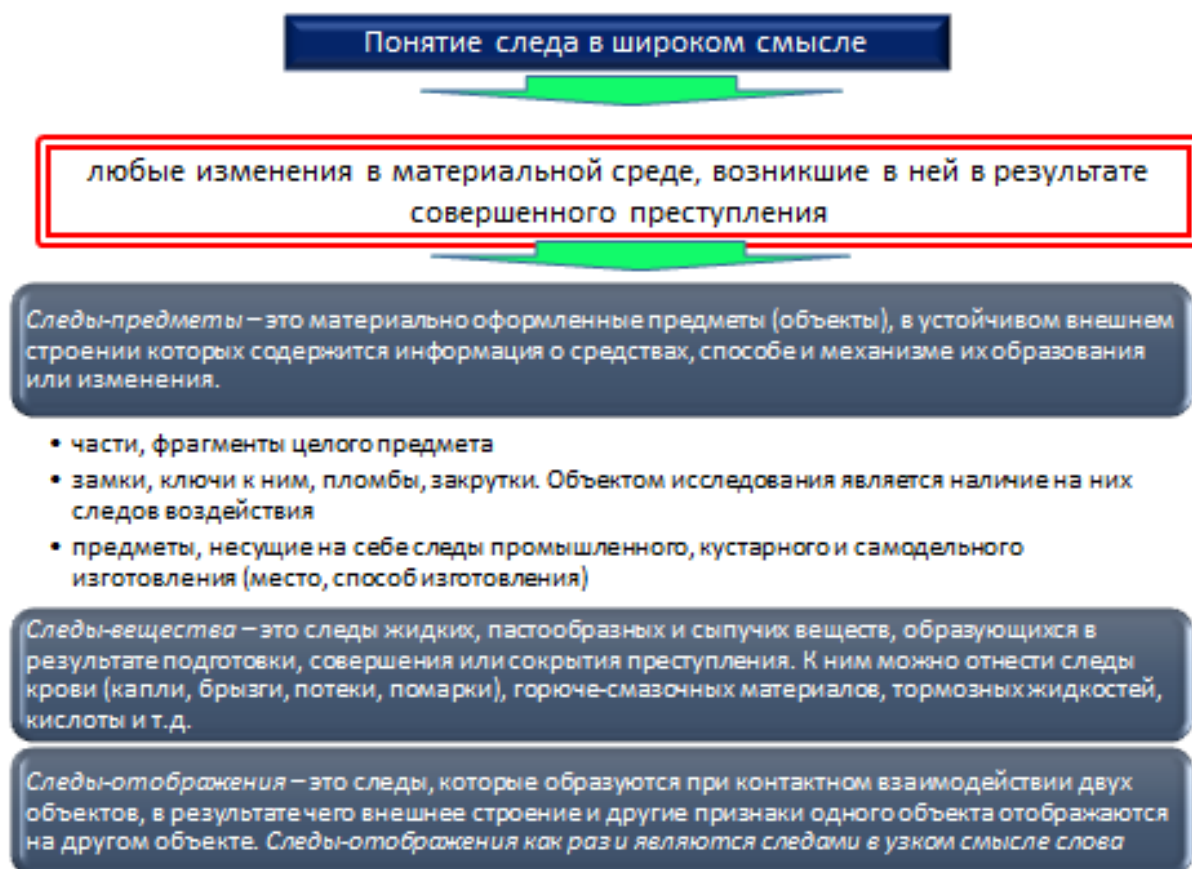 Понятие следа в широком смысле
любые изменения в материальной среде, возникшие в ней в результате
совершенного преступления
Следы-предметы – это материально оформленные предметы (объекты), в устойчивом внешнем
строении которых содержится информация о средствах, способе и механизме их образования
или изменения.
• части, фрагменты целого предмета
• замки, ключи к ним, пломбы, закрутки. Объектом исследования является наличие на них
следов воздействия
• предметы, несущие на себе следы промышленного, кустарного и самодельного
изготовления (место, способ изготовления)
Следы-вещества – это следы жидких, пастообразных и сыпучих веществ, образующихся в
результате подготовки, совершения или сокрытия преступления. К ним можно отнести следы
крови (капли, брызги, потеки, помарки), горюче-смазочных материалов, тормозных жидкостей,
кислоты и т.д.
Следы-отображения – это следы, которые образуются при контактном взаимодействии двух
объектов, в результате чего внешнее строение и другие признаки одного объекта отображаются
на другом объекте. Следы-отображения как раз и являются следами в узком смысле слова